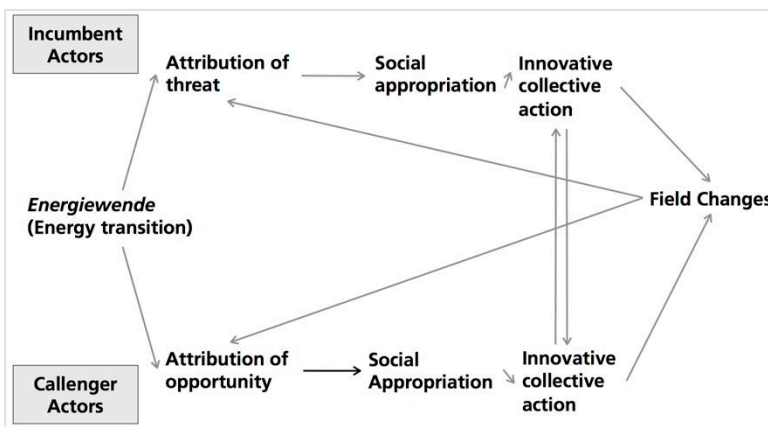 Incumbent
Actors
Attribution of
threat
Social
appropriation
Innovative
collective
action
Energiewende
(Energy transition)
Field Changes
Attribution of
opportunity
Social
Appropriation
Innovative
collective
action
Callenger
Actors